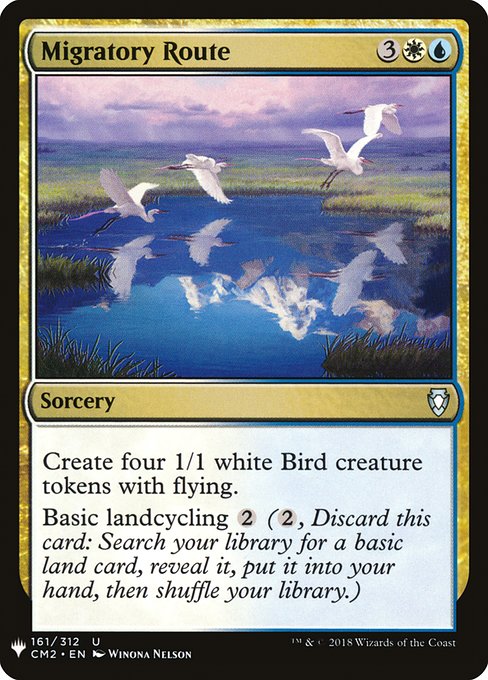 Migratory Route 3
Sorcery
Create four 1/1 white Bird creature
tokens with flying.
Basic landcycling 2 (2, Discard this
card: Search your library for a basic
land card, reveal it, put it into your
hand, then shuffle your library.)
161/312 U
CM2 • EN Winona Nelson
™ & © 2018 Wizards of the Coast